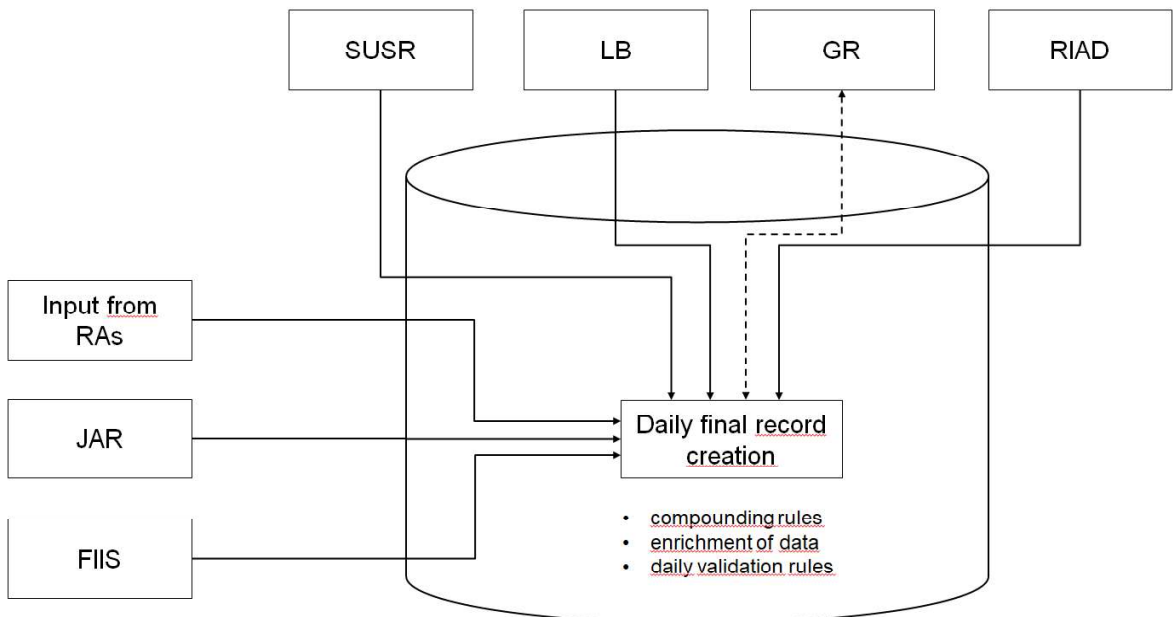 SUSR
LB
GR
RIAD
Input from
RAs
JAR
FIIS
Daily final record
creation
• compounding rules
• enrichment of data
• daily validation rules